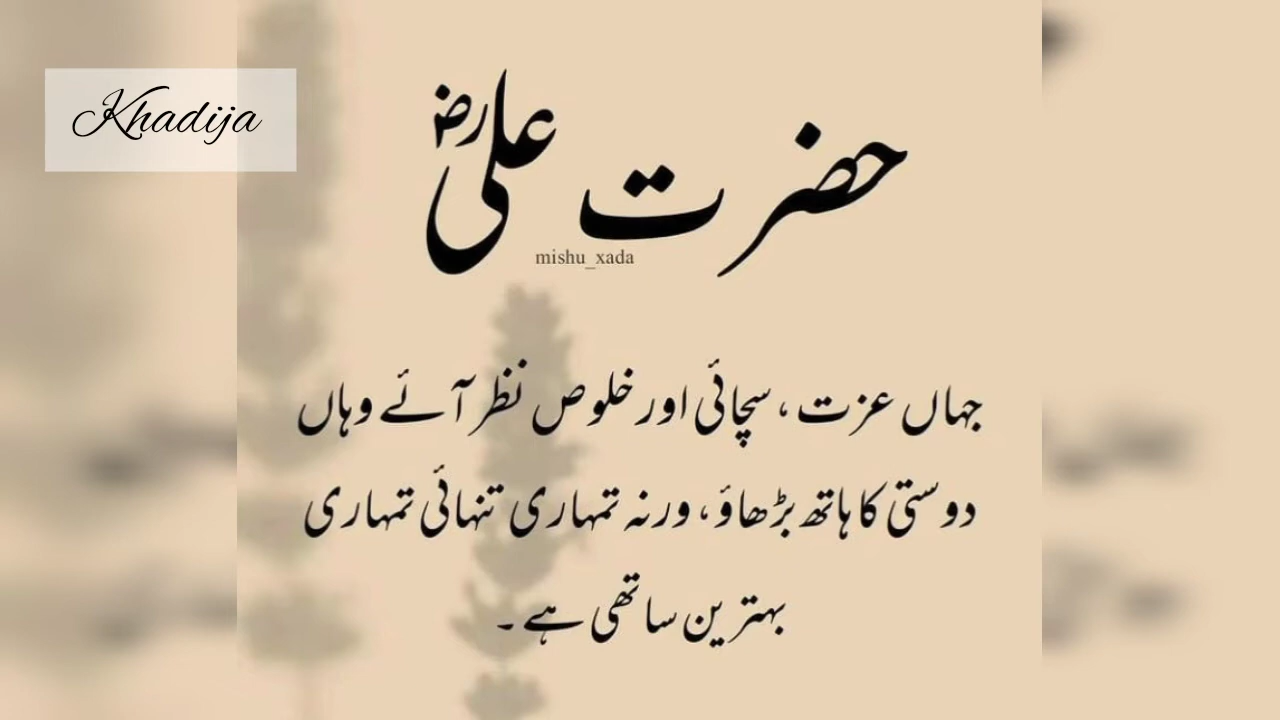 Khadija
حضرت علیؓ
mishu_xada
جہاں عزت ، سچائی اور خلوص نظر آئے وہاں
دوستی کا ہاتھ بڑھاؤ، ورنہ تمہاری تنہائی تمہاری
بہترین ساتھی ہے ۔